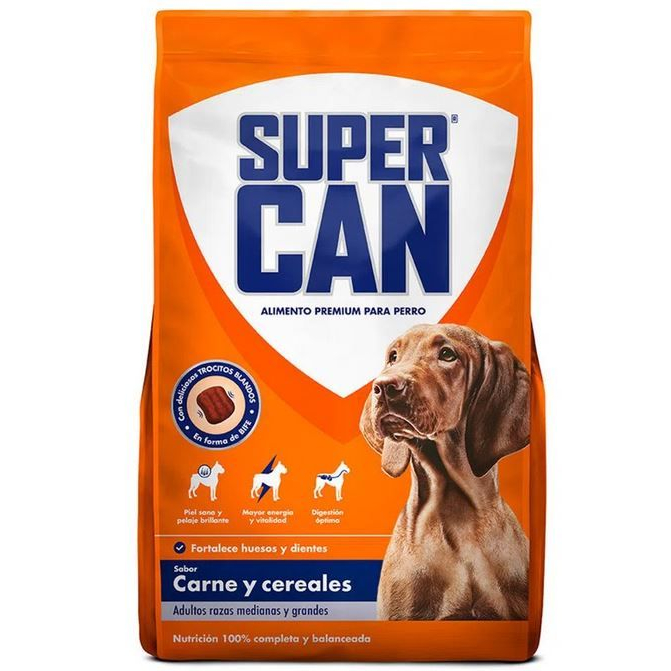 SUPER
CAN
®
ALIMENTO PREMIUM PARA PERRO
Con deliciosos TROCITOS BLANDOS
En forma de BIFE
Piel sana y
pelaje brillante
Mayor energía
y vitalidad
Digestión
óptima
Fortalece huesos y dientes
Sabor
Carne y cereales
Adultos razas medianas y grandes
Nutrición 100% completa y balanceada